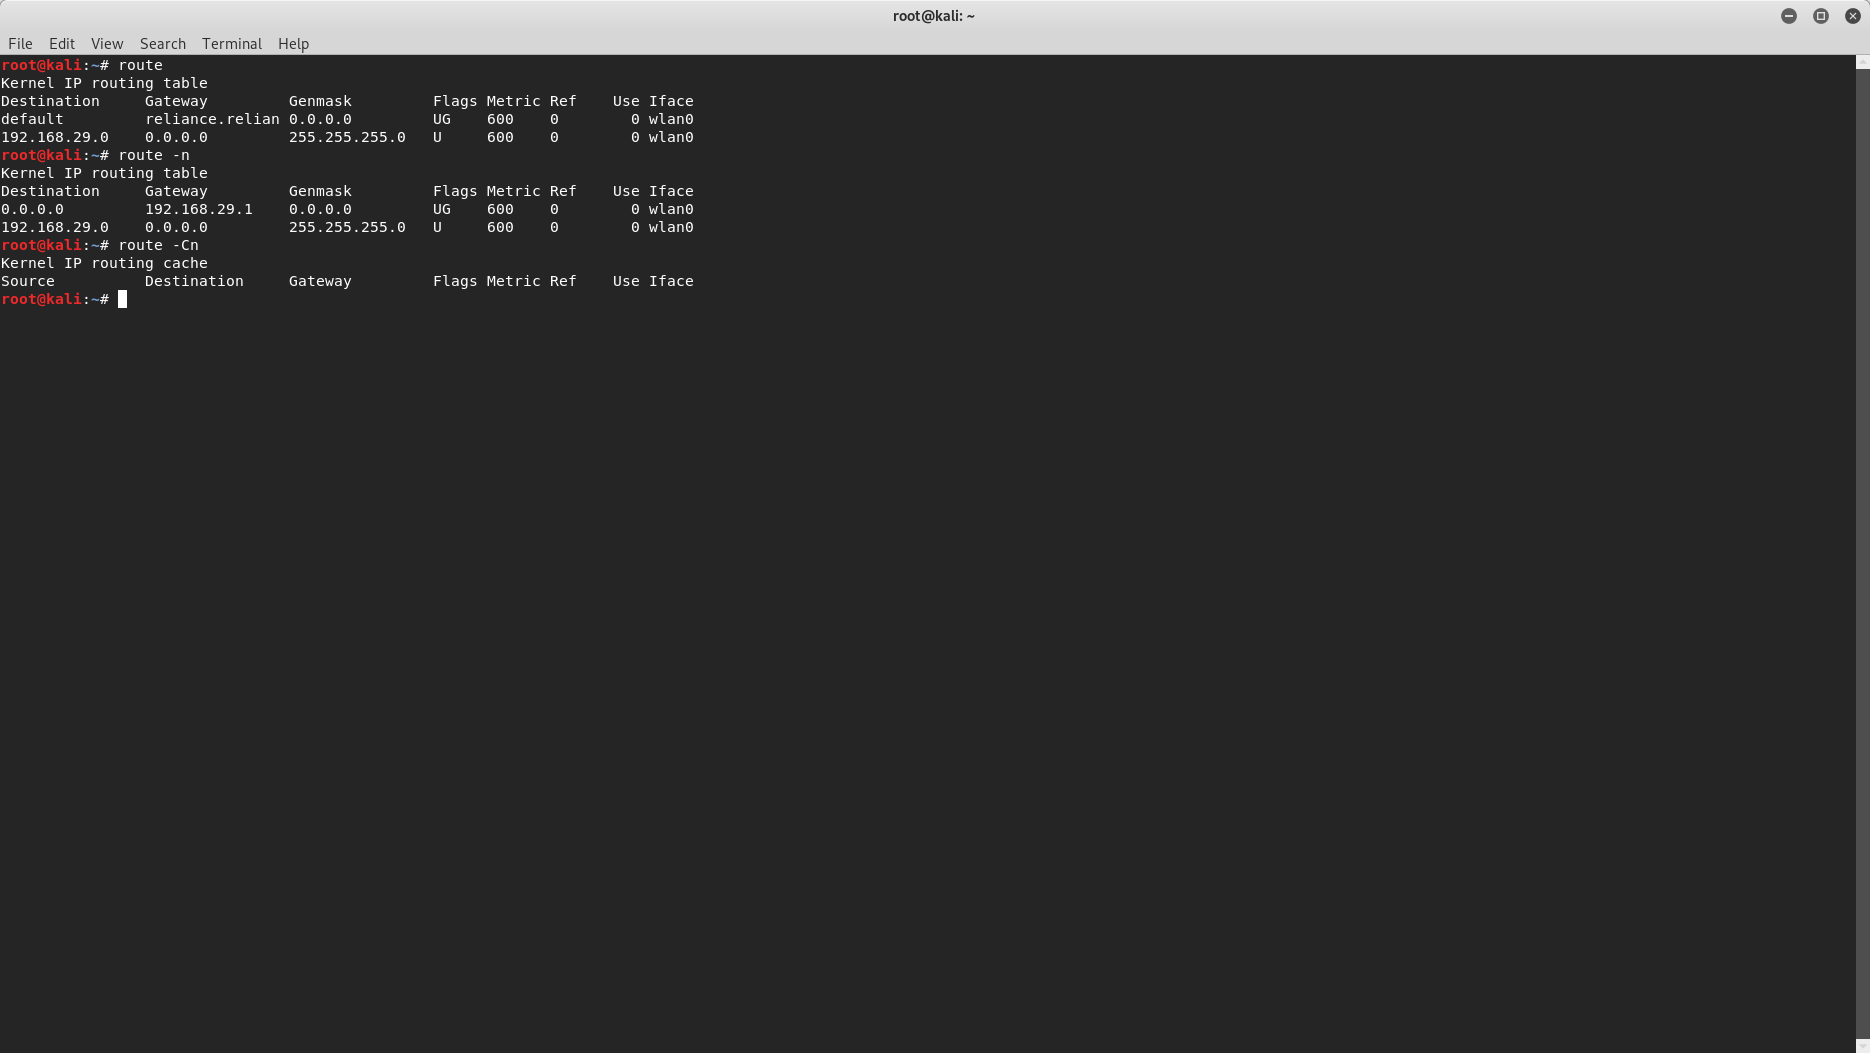 root@kali: ~
File Edit View Search Terminal Help
root@kali:~# route
Kernel IP routing table
Destination     Gateway         Genmask         Flags Metric Ref    Use Iface
default         reliance.relian 0.0.0.0         UG    600    0        0 wlan0
192.168.29.0    0.0.0.0         255.255.255.0   U     600    0        0 wlan0
root@kali:~# route -n
Kernel IP routing table
Destination     Gateway         Genmask         Flags Metric Ref    Use Iface
0.0.0.0         192.168.29.1    0.0.0.0         UG    600    0        0 wlan0
192.168.29.0    0.0.0.0         255.255.255.0   U     600    0        0 wlan0
root@kali:~# route -Cn
Kernel IP routing cache
Source          Destination     Gateway         Flags Metric Ref    Use Iface
root@kali:~#